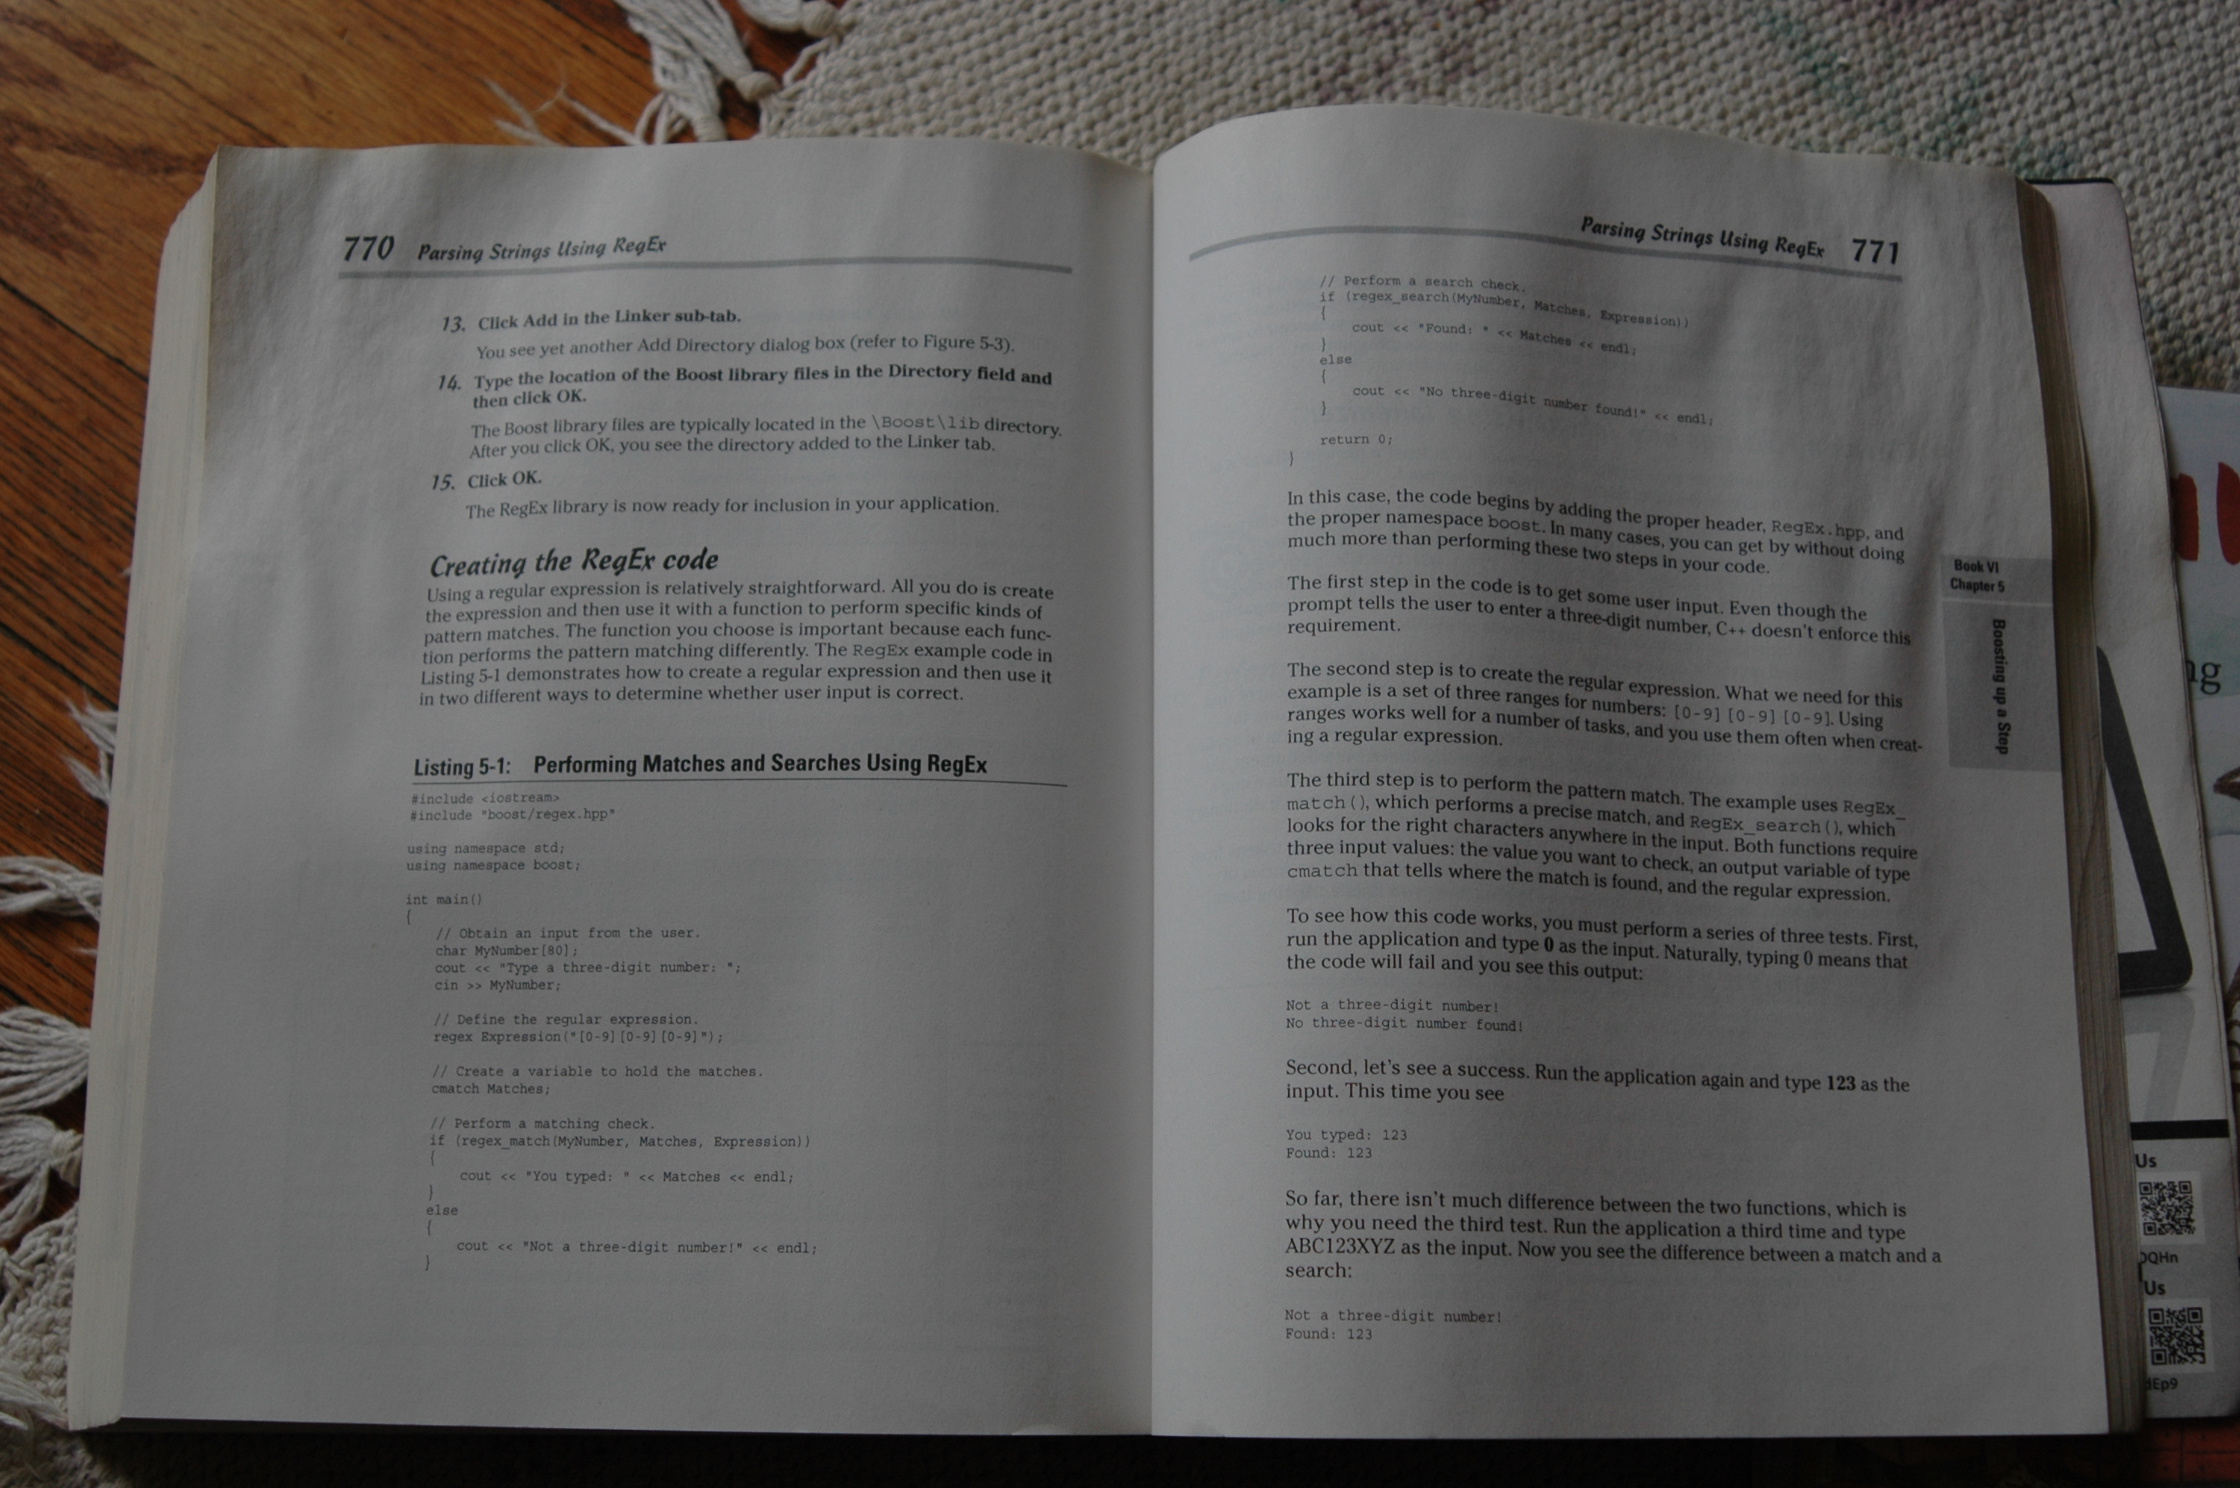 770 Parsing Strings Using RegEx
13. Click Add in the Linker sub-tab.
You see yet another Add Directory dialog box (refer to Figure 5-3).
14. Type the location of the Boost library files in the Directory field and
then click OK.
The Boost library files are typically located in the \Boost\lib directory.
After you click OK, you see the directory added to the Linker tab.
15. Click OK.
The RegEx library is now ready for inclusion in your application.
Creating the RegEx code
Using a regular expression is relatively straightforward. All you do is create
the expression and then use it with a function to perform specific kinds of
pattern matches. The function you choose is important because each func-
tion performs the pattern matching differently. The RegEx example code in
Listing 5-1 demonstrates how to create a regular expression and then use it
in two different ways to determine whether user input is correct.
Listing 5-1: Performing Matches and Searches Using RegEx
#include <iostream>
#include "boost/regex.hpp"
using namespace std;
using namespace boost;
int main()
{
// Obtain an input from the user.
char MyNumber[80];
cout << "Type a three-digit number: ";
cin >> MyNumber;
// Define the regular expression.
regex Expression("[0-9][0-9][0-9]");
// Create a variable to hold the matches.
cmatch Matches;
// Perform a matching check.
if (regex_match(MyNumber, Matches, Expression))
{
cout << "You typed: " << Matches << endl;
}
else
{
cout << "Not a three-digit number!" << endl;
}
Parsing Strings Using RegEx 771
// Perform a search check.
if (regex_search(MyNumber, Matches, Expression))
{
cout << "Found: " << Matches << endl;
}
else
{
cout << "No three-digit number found!" << endl;
}
return 0;
}
In this case, the code begins by adding the proper header, RegEx.hpp, and
the proper namespace boost. In many cases, you can get by without doing
much more than performing these two steps in your code.
The first step in the code is to get some user input. Even though the
prompt tells the user to enter a three-digit number, C++ doesn't enforce this
requirement.
The second step is to create the regular expression. What we need for this
example is a set of three ranges for numbers: [0-9] [0-9] [0-9]. Using
ranges works well for a number of tasks, and you use them often when creat-
ing a regular expression.
The third step is to perform the pattern match. The example uses RegEx_
match(), which performs a precise match, and RegEx_search(), which
looks for the right characters anywhere in the input. Both functions require
three input values: the value you want to check, an output variable of type
cmatch that tells where the match is found, and the regular expression.
To see how this code works, you must perform a series of three tests. First,
run the application and type 0 as the input. Naturally, typing 0 means that
the code will fail and you see this output:
Not a three-digit number!
No three-digit number found!
Second, let's see a success. Run the application again and type 123 as the
input. This time you see
You typed: 123
Found: 123
So far, there isn't much difference between the two functions, which is
why you need the third test. Run the application a third time and type
ABC123XYZ as the input. Now you see the difference between a match and a
search:
Not a three-digit number!
Found: 123
Book VI
Chapter 5
Boosting up a Step
Us
Us